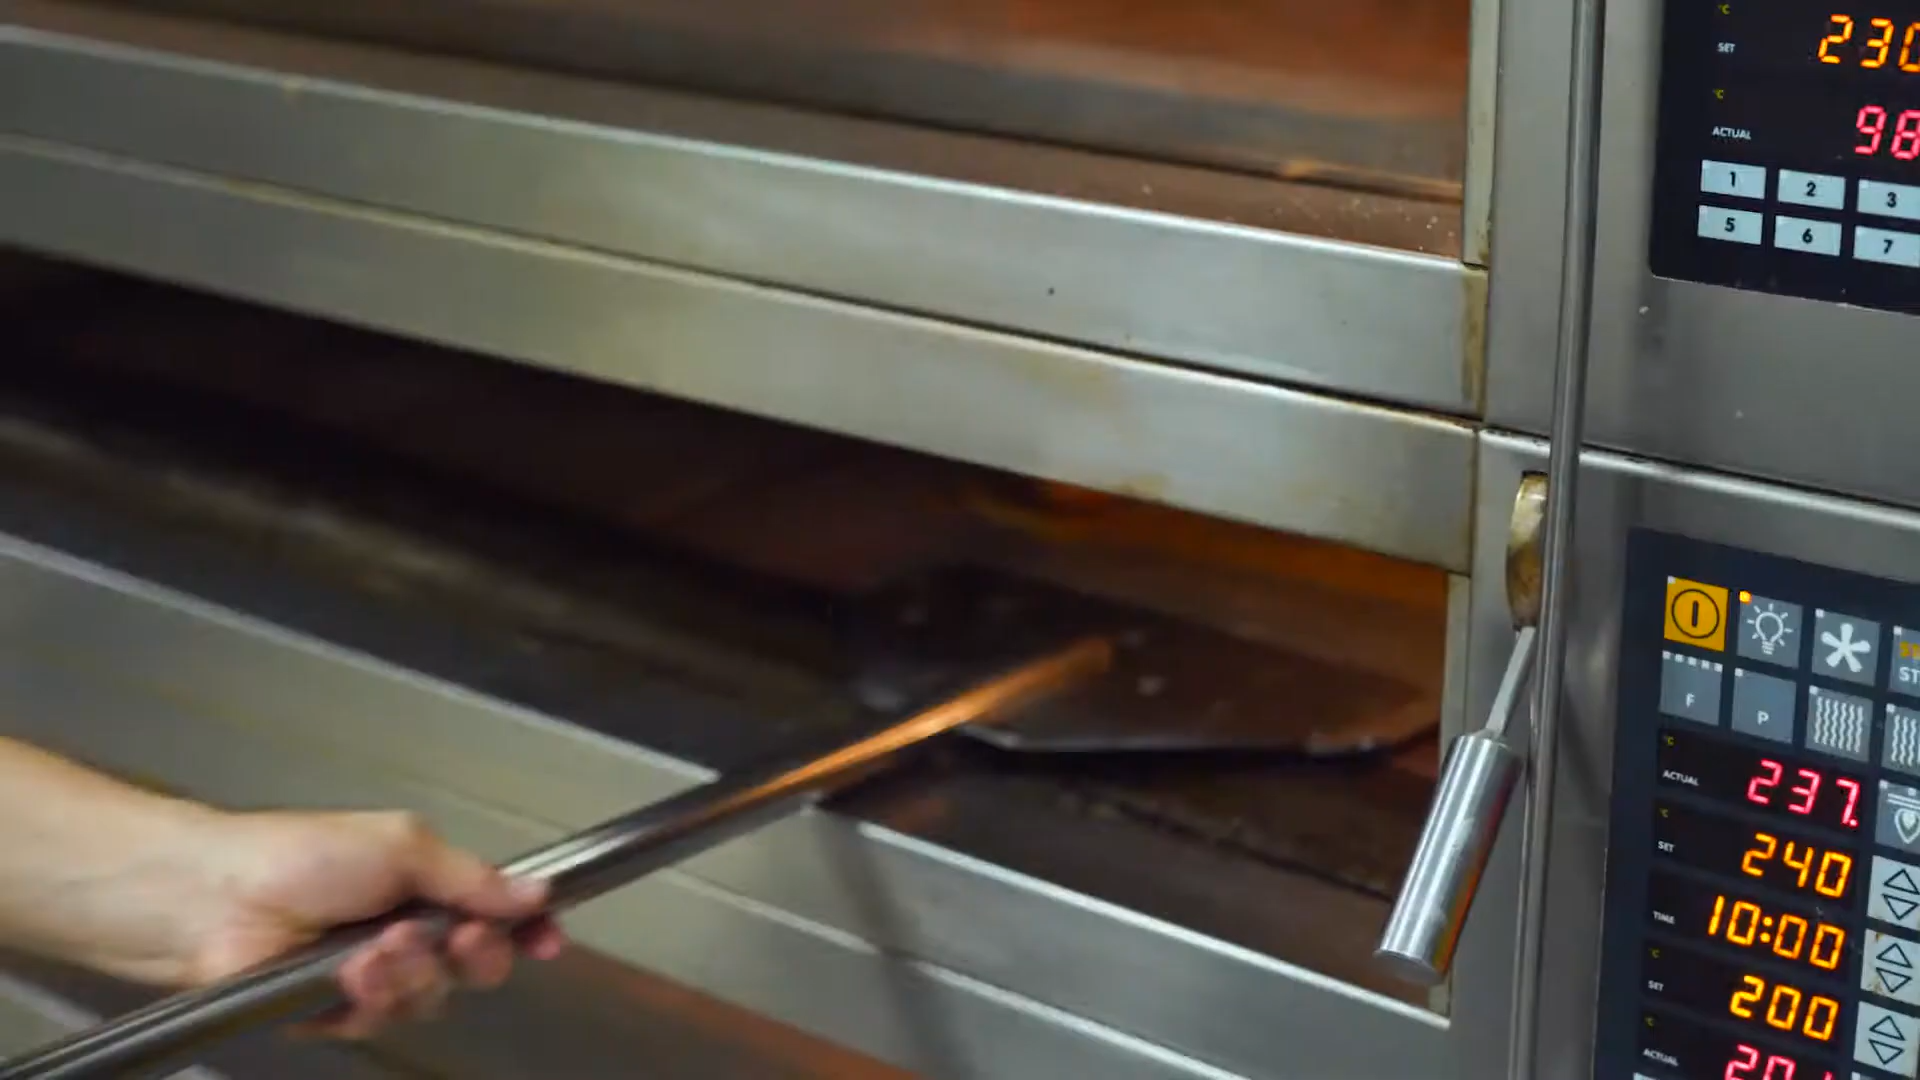 °C
SET 230
°C
ACTUAL 98
1 2 3
5 6 7
ST
F P
°C
ACTUAL 237.
°C
SET 240
TIME 10:00
°C
SET 200
°C
ACTUAL